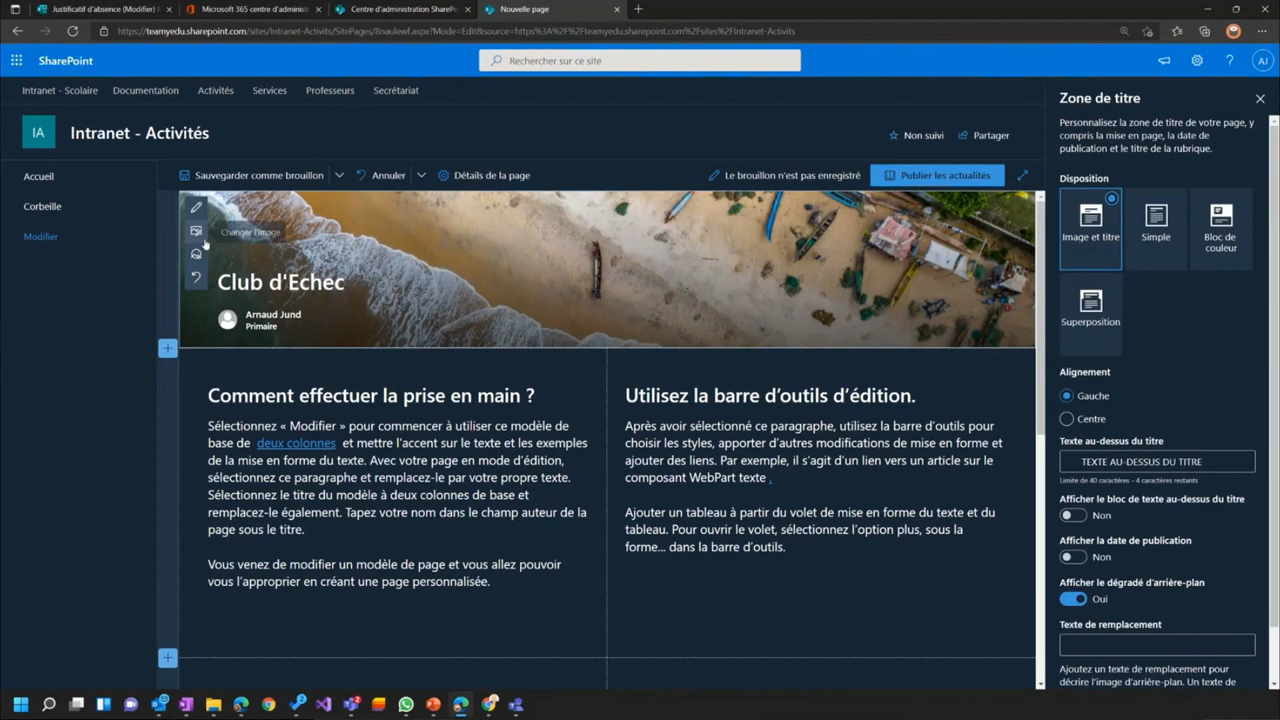 Justificatif d'absence (Modifier)
Microsoft 365 centre d'administ
Centre d'administration SharePo
Nouvelle page
https://teamyedu.sharepoint.com/sites/Intranet-Activits/SitePages/8naulewf.aspx?Mode=Edit&source=https%3A%2F%2Fteamyedu.sharepoint.com%2Fsites%2FIntranet-Activits
SharePoint
Rechercher sur ce site
AJ
Intranet - Scolaire
Documentation
Activités
Services
Professeurs
Secrétariat
IA
Intranet - Activités
Non suivi
Partager
Accueil
Corbeille
Modifier
Sauvegarder comme brouillon
Annuler
Détails de la page
Le brouillon n'est pas enregistré
Publier les actualités
Changer l'image
Club d'Echec
Arnaud Jund
Primaire
Comment effectuer la prise en main ?
Sélectionnez « Modifier » pour commencer à utiliser ce modèle de
base de deux colonnes et mettre l'accent sur le texte et les exemples
de la mise en forme du texte. Avec votre page en mode d'édition,
sélectionnez ce paragraphe et remplacez-le par votre propre texte.
Sélectionnez le titre du modèle à deux colonnes de base et
remplacez-le également. Tapez votre nom dans le champ auteur de la
page sous le titre.
Vous venez de modifier un modèle de page et vous allez pouvoir
vous l'approprier en créant une page personnalisée.
Utilisez la barre d'outils d'édition.
Après avoir sélectionné ce paragraphe, utilisez la barre d'outils pour
choisir les styles, apporter d'autres modifications de mise en forme et
ajouter des liens. Par exemple, il s'agit d'un lien vers un article sur le
composant WebPart texte .
Ajouter un tableau à partir du volet de mise en forme du texte et du
tableau. Pour ouvrir le volet, sélectionnez l'option plus, sous la
forme... dans la barre d'outils.
Zone de titre
Personnalisez la zone de titre de votre page, y
compris la mise en page, la date de
publication et le titre de la rubrique.
Disposition
Image et titre
Simple
Bloc de
couleur
Superposition
Alignement
Gauche
Centre
Texte au-dessus du titre
TEXTE AU-DESSUS DU TITRE
Limite de 40 caractères - 4 caractères restants
Afficher le bloc de texte au-dessus du titre
Non
Afficher la date de publication
Non
Afficher le dégradé d'arrière-plan
Oui
Texte de remplacement
Ajoutez un texte de remplacement pour
décrire l'image d'arrière-plan. Un texte de